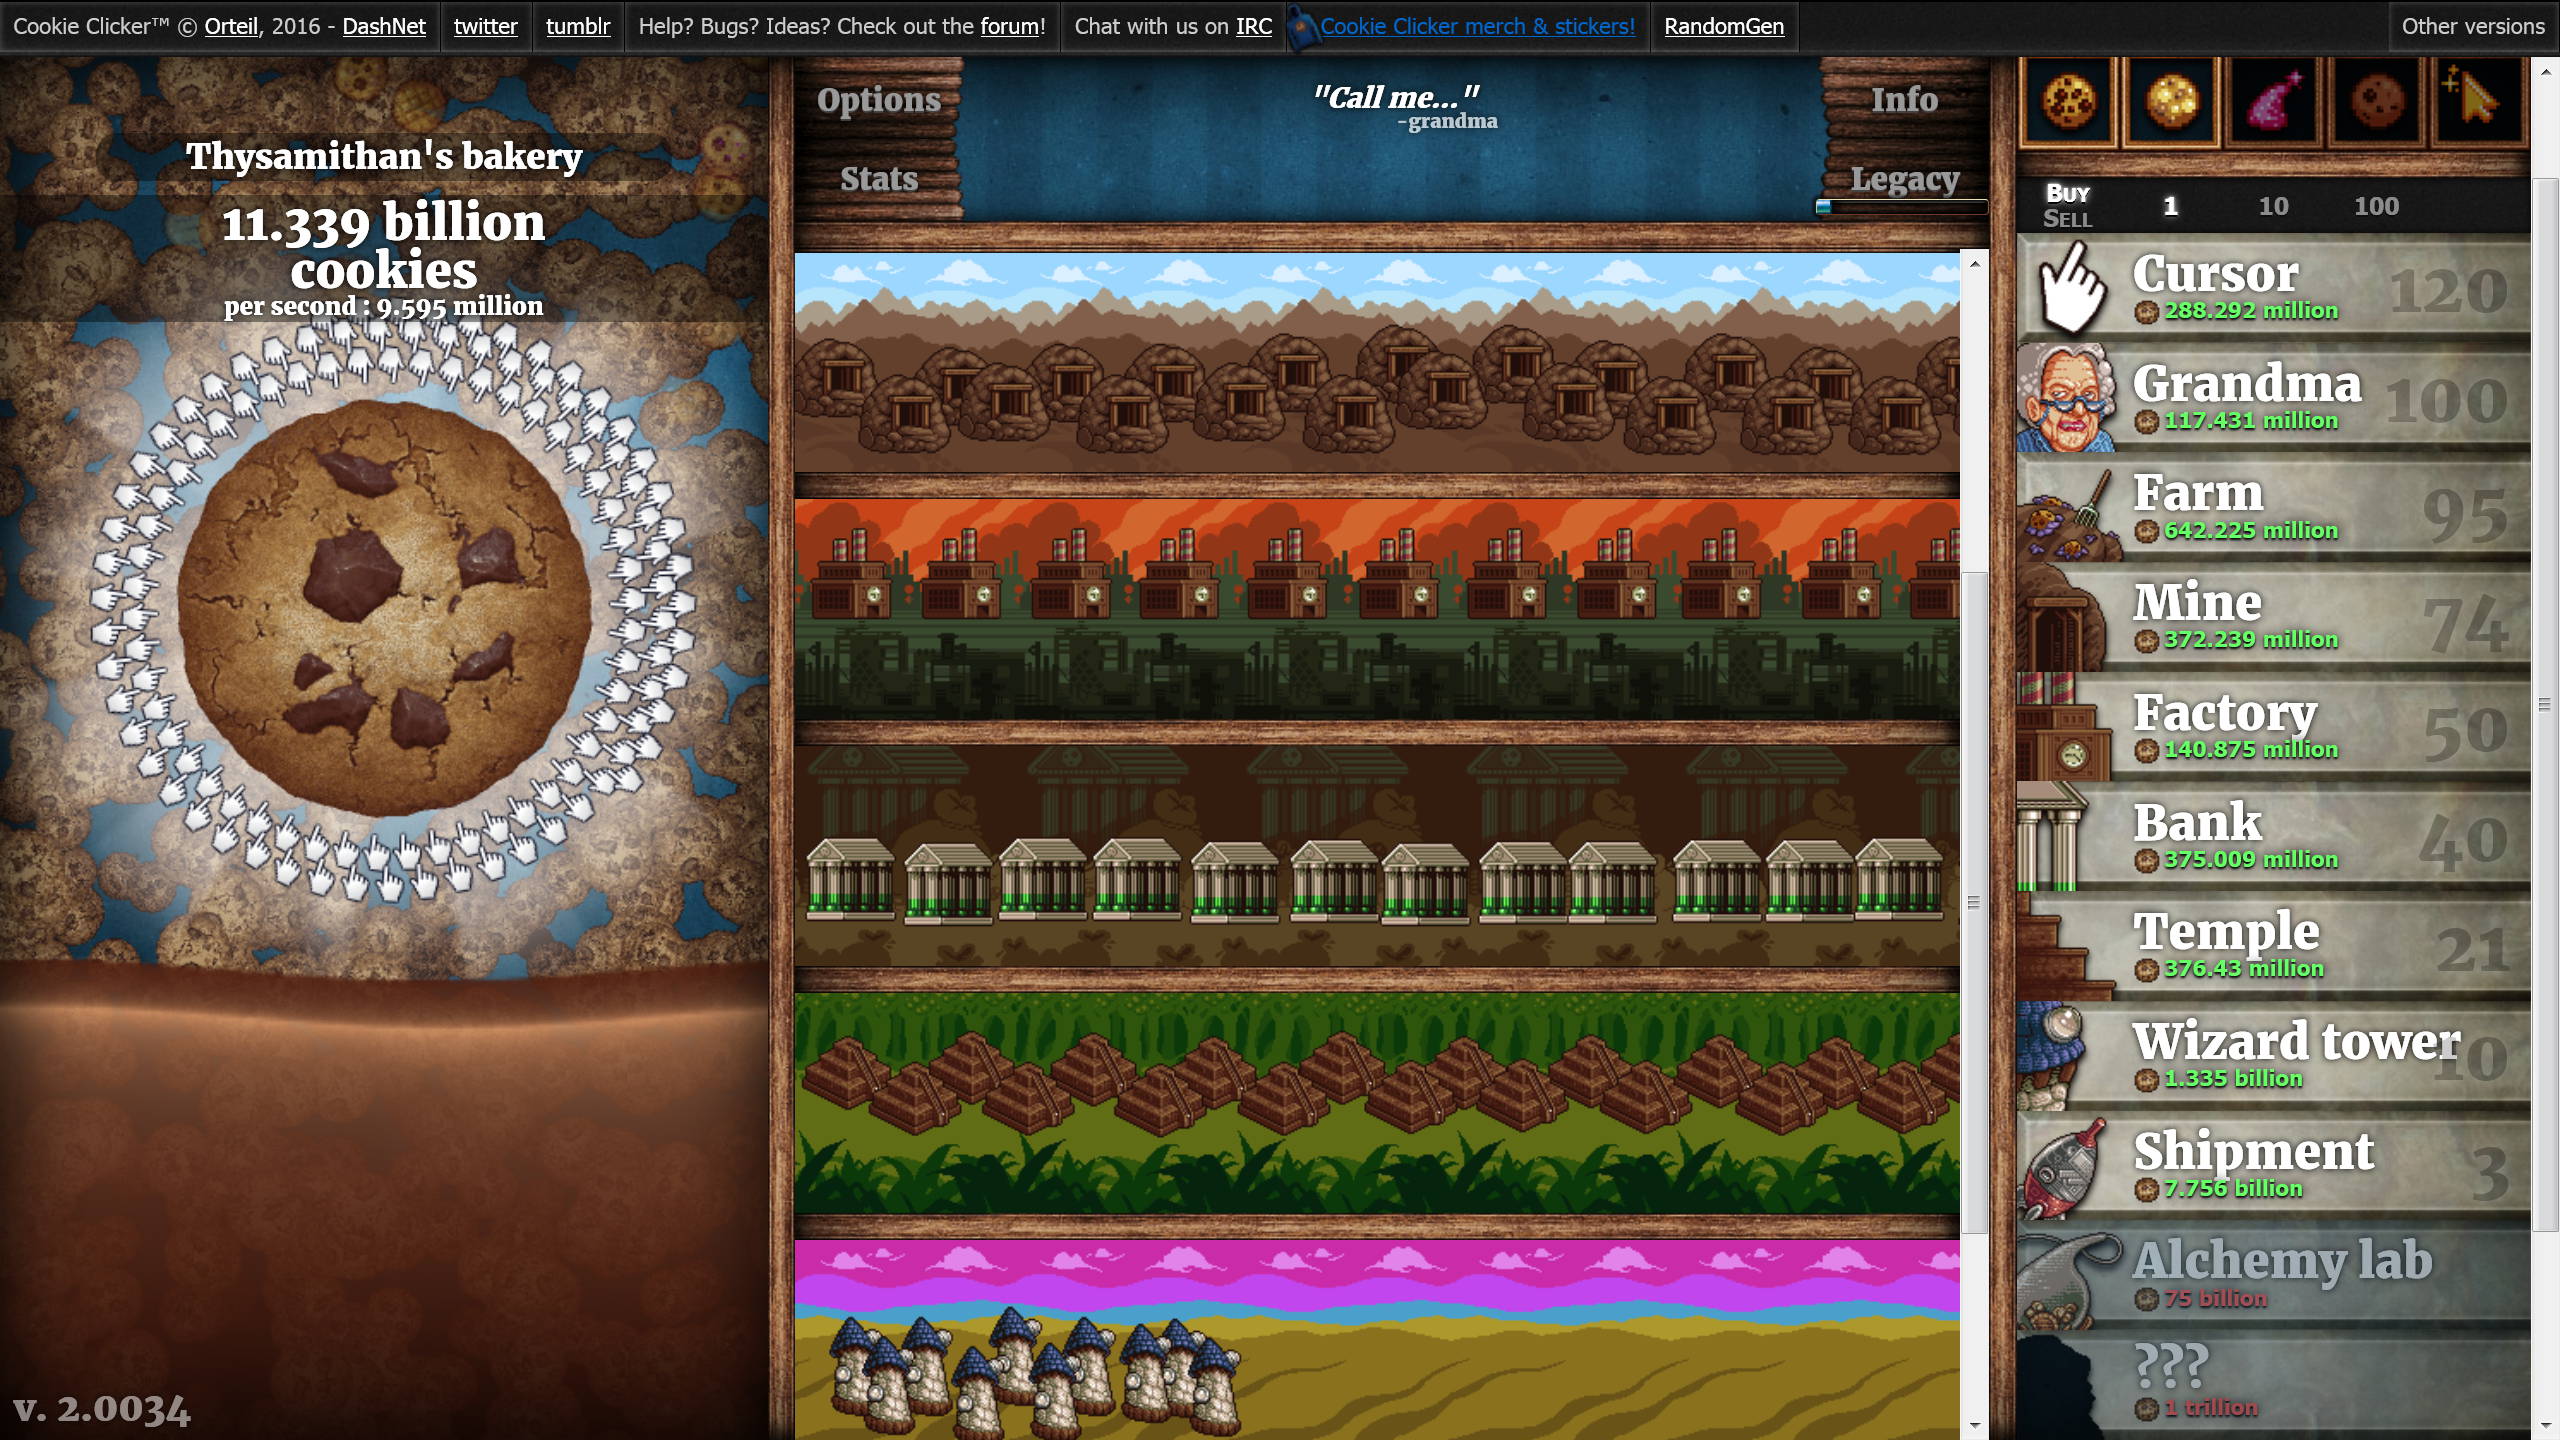 Cookie Clicker™ © Orteil, 2016 - DashNet
twitter
tumblr
Help? Bugs? Ideas? Check out the forum!
Chat with us on IRC
Cookie Clicker merch & stickers!
RandomGen
Other versions
Thysamithan's bakery
11.339 billion
cookies
per second : 9.595 million
v. 2.0034
Options
Stats
"Call me..."
-grandma
Info
Legacy
Buy
Sell
1
10
100
Cursor
288.292 million
120
Grandma
117.431 million
100
Farm
642.225 million
95
Mine
372.239 million
74
Factory
140.875 million
50
Bank
375.009 million
40
Temple
376.43 million
21
Wizard tower
1.335 billion
10
Shipment
7.756 billion
3
Alchemy lab
75 billion
???
1 trillion